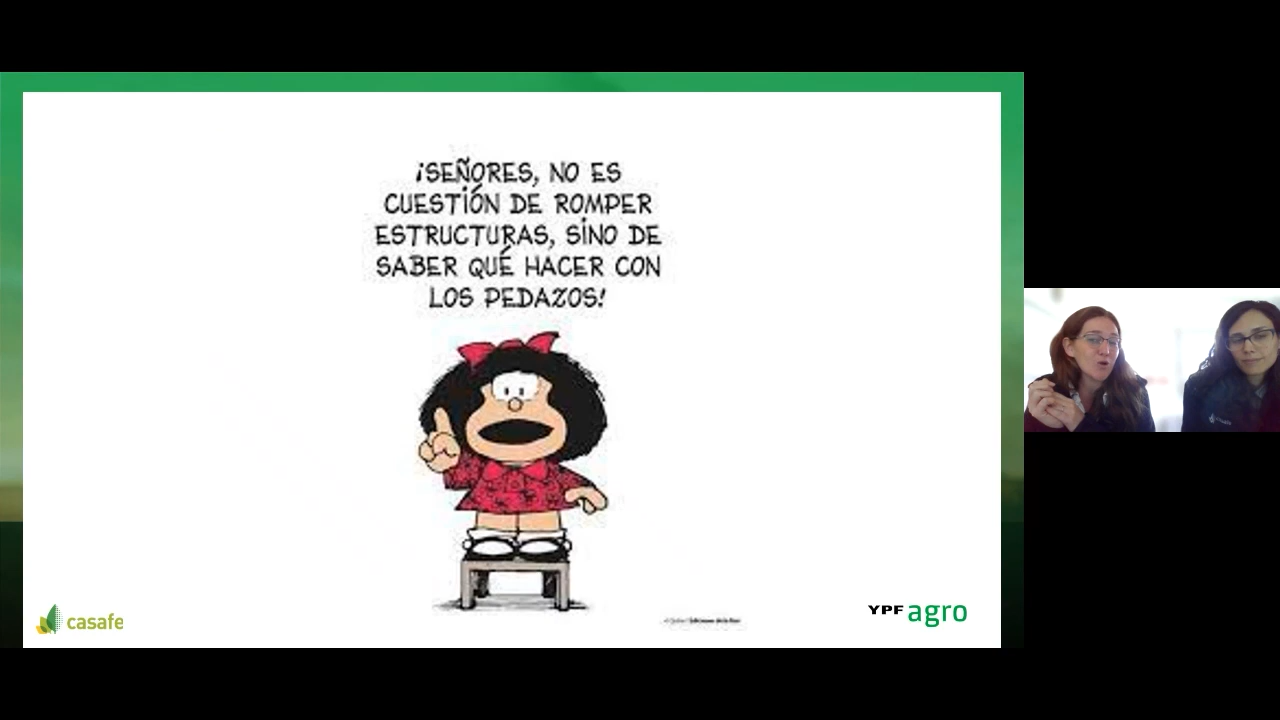 ¡SEÑORES, NO ES
CUESTIÓN DE ROMPER
ESTRUCTURAS, SINO DE
SABER QUÉ HACER CON
LOS PEDAZOS!
casafe
YPF agro